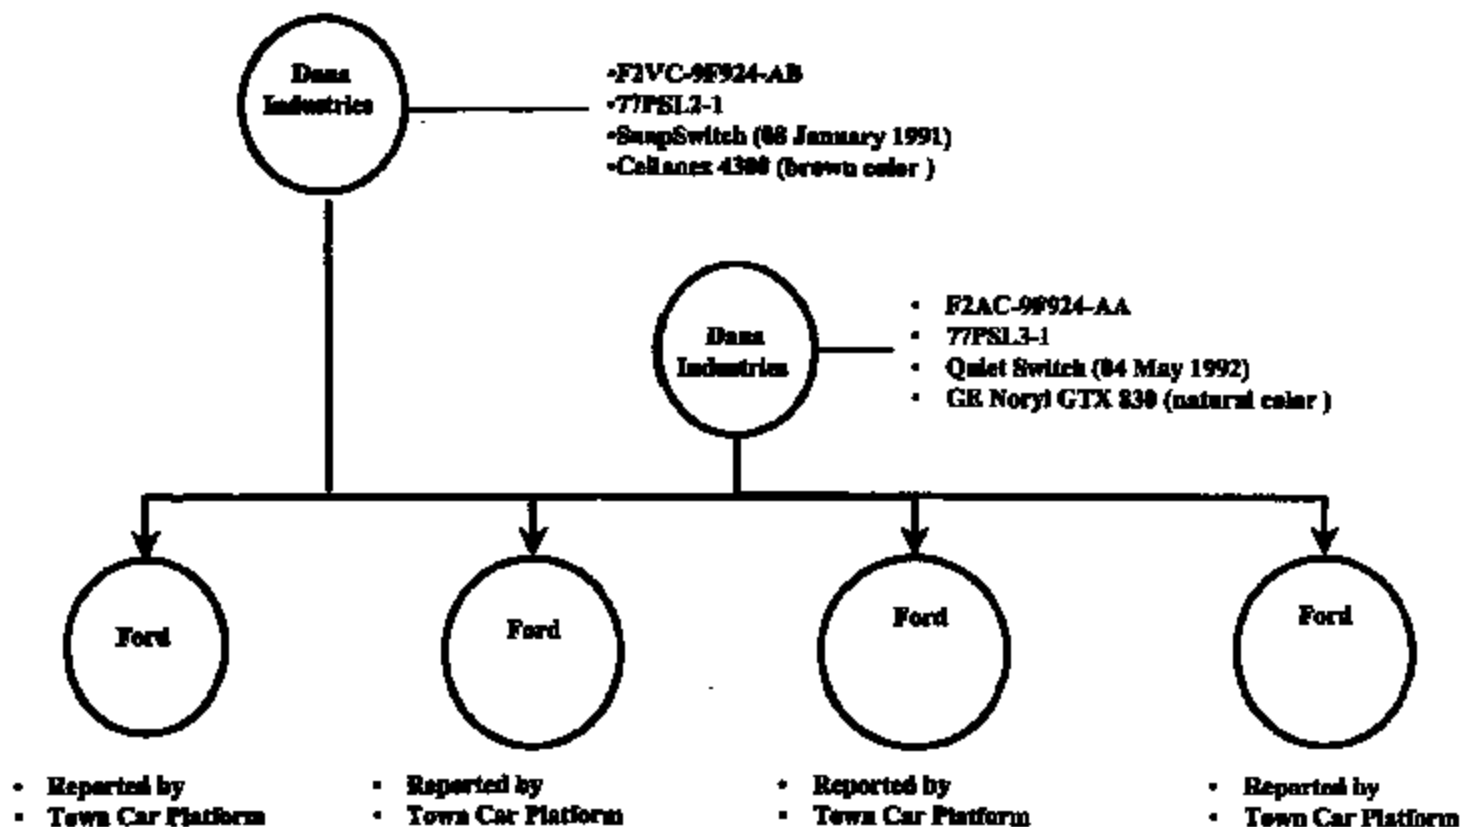 Dana
Industries
•F2VC-9F924-AB
•77PSL2-1
•SnapSwitch (08 January 1991)
•Cellanex 4300 (brown color )
Dana
Industries
• F2AC-9F924-AA
• 77PSL3-1
• Quiet Switch (04 May 1992)
• GE Noryl GTX 830 (natural color )
Ford
Ford
Ford
Ford
• Reported by
• Town Car Platform
• Reported by
• Town Car Platform
• Reported by
• Town Car Platform
• Reported by
• Town Car Platform